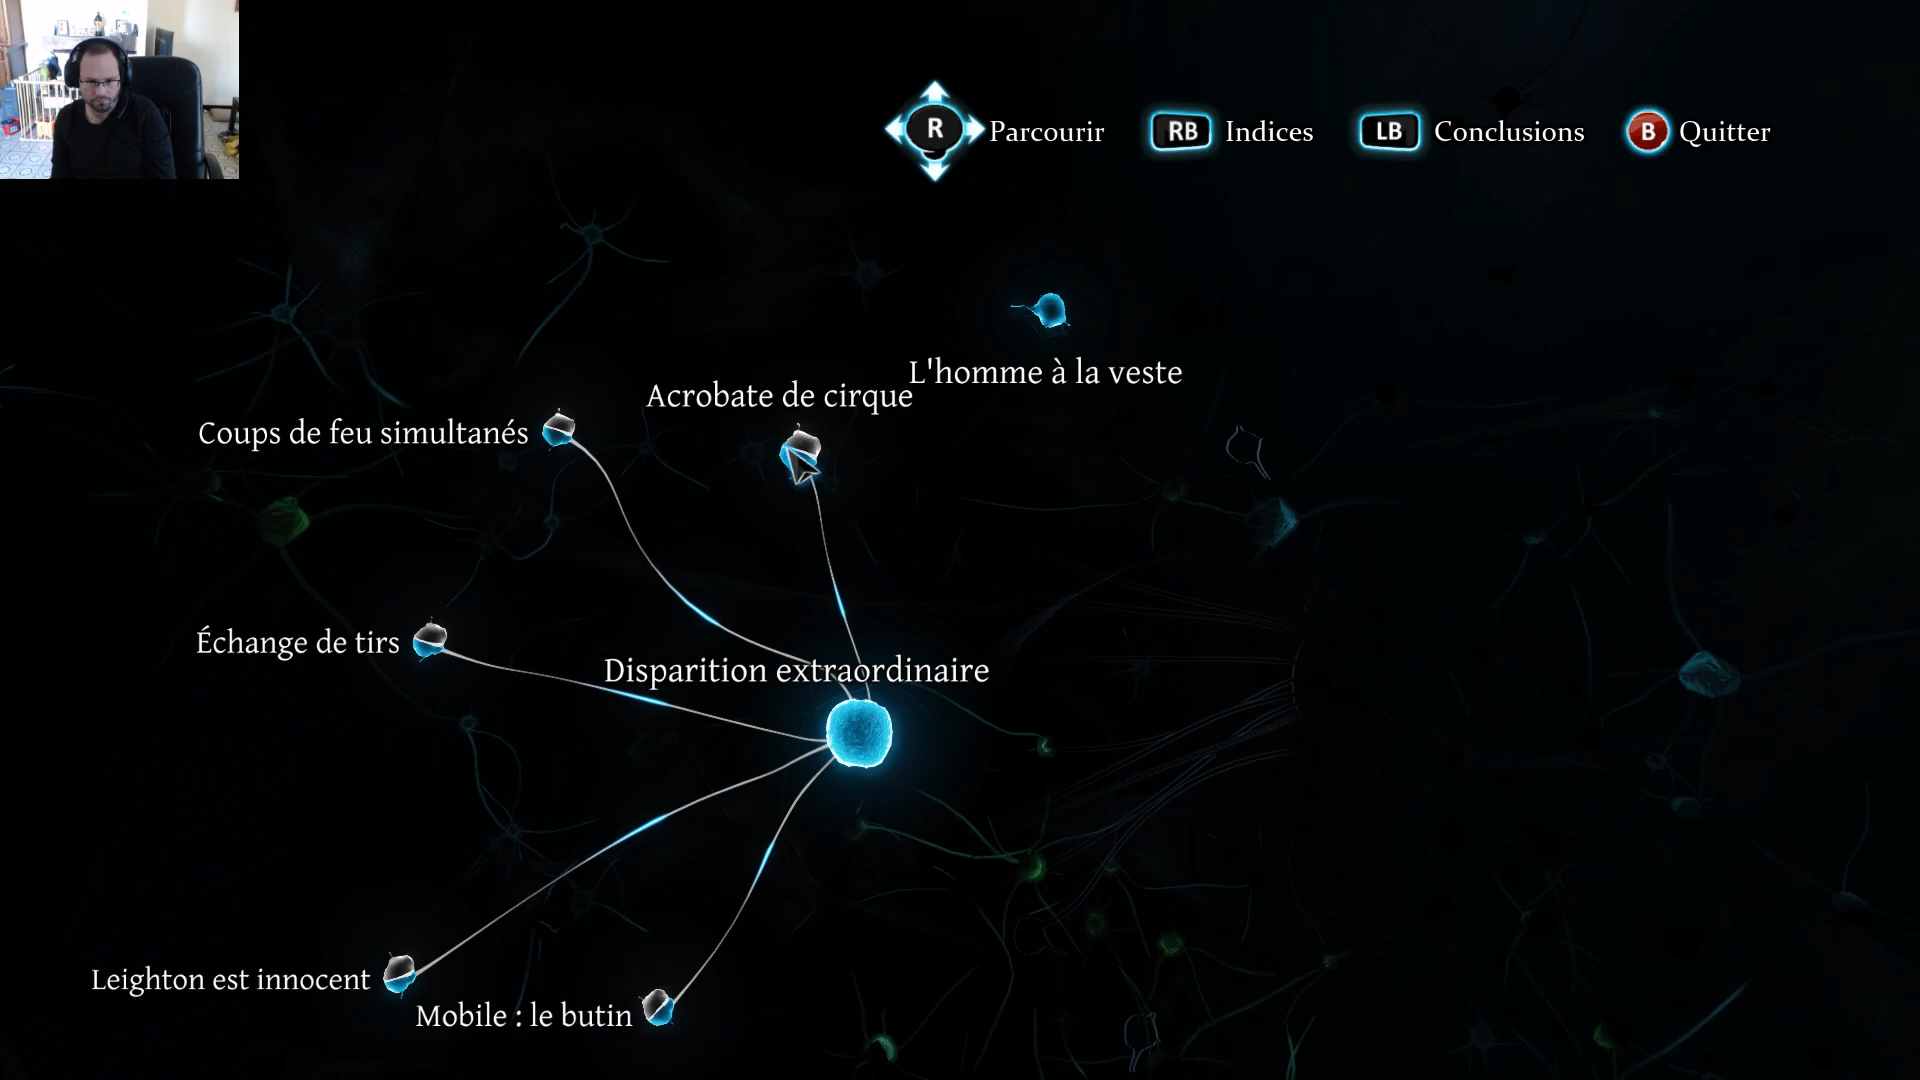 R Parcourir RB Indices LB Conclusions B Quitter
L'homme à la veste
Acrobate de cirque
Coups de feu simultanés
Échange de tirs
Disparition extraordinaire
Leighton est innocent
Mobile : le butin